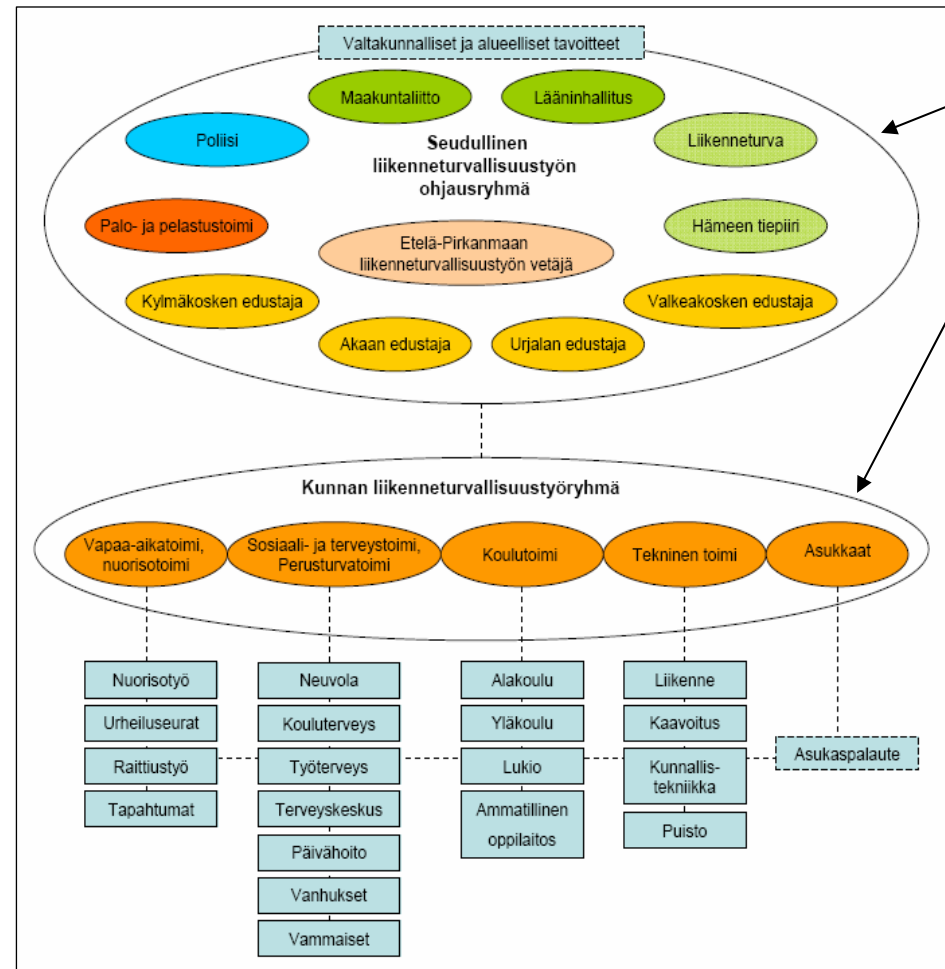 Valtakunnalliset ja alueelliset tavoitteet
Maakuntaliitto
Lääninhallitus
Poliisi
Liikenneturva
Seudullinen
liikenneturvallisuustyön
ohjausryhmä
Palo- ja pelastustoimi
Hämeen tiepiiri
Etelä-Pirkanmaan
liikenneturvallisuustyön vetäjä
Kylmäkosken edustaja
Valkeakosken edustaja
Akaan edustaja
Urjalan edustaja
Kunnan liikenneturvallisuustyöryhmä
Vapaa-aikatoimi,
nuorisotoimi
Sosiaali- ja terveystoimi,
Perusturvatoimi
Koulutoimi
Tekninen toimi
Asukkaat
Nuorisotyö
Urheiluseurat
Raittiustyö
Tapahtumat
Neuvola
Kouluterveys
Työterveys
Terveyskeskus
Päivähoito
Vanhukset
Vammaiset
Alakoulu
Yläkoulu
Lukio
Ammatillinen
oppilaitos
Liikenne
Kaavoitus
Kunnallis-
tekniikka
Puisto
Asukaspalaute